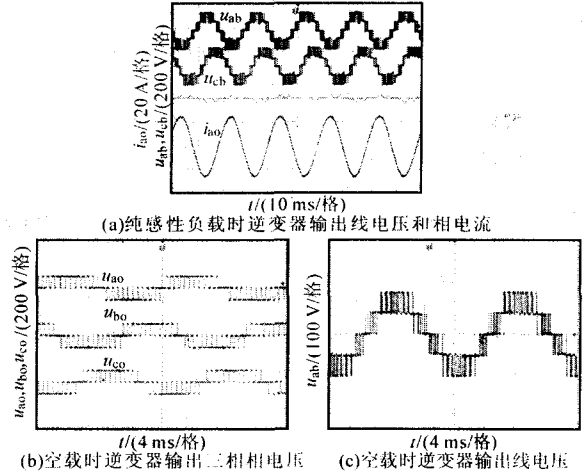 u_ab
u_cb
i_ao
i_ao/(20 A/格)
u_ab,u_cb/(200 V/格)
t/(10 ms/格)
(a)纯感性负载时逆变器输出线电压和相电流
u_ao
u_bo
u_co
u_ao,u_bo,u_co/(200 V/格)
t/(4 ms/格)
(b)空载时逆变器输出三相相电压
u_ab/(100 V/格)
t/(4 ms/格)
(c)空载时逆变器输出线电压